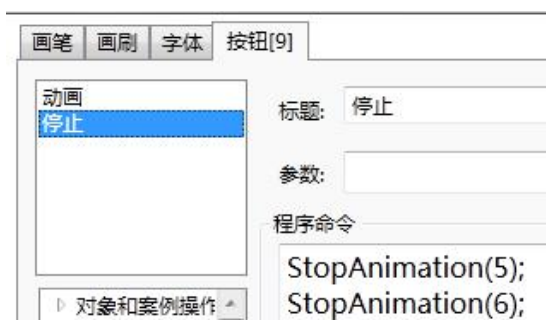 画笔 画刷 字体 按钮[9]
动画
停止
标题: 停止
参数:
程序命令
StopAnimation(5);
StopAnimation(6);
对象和案例操作